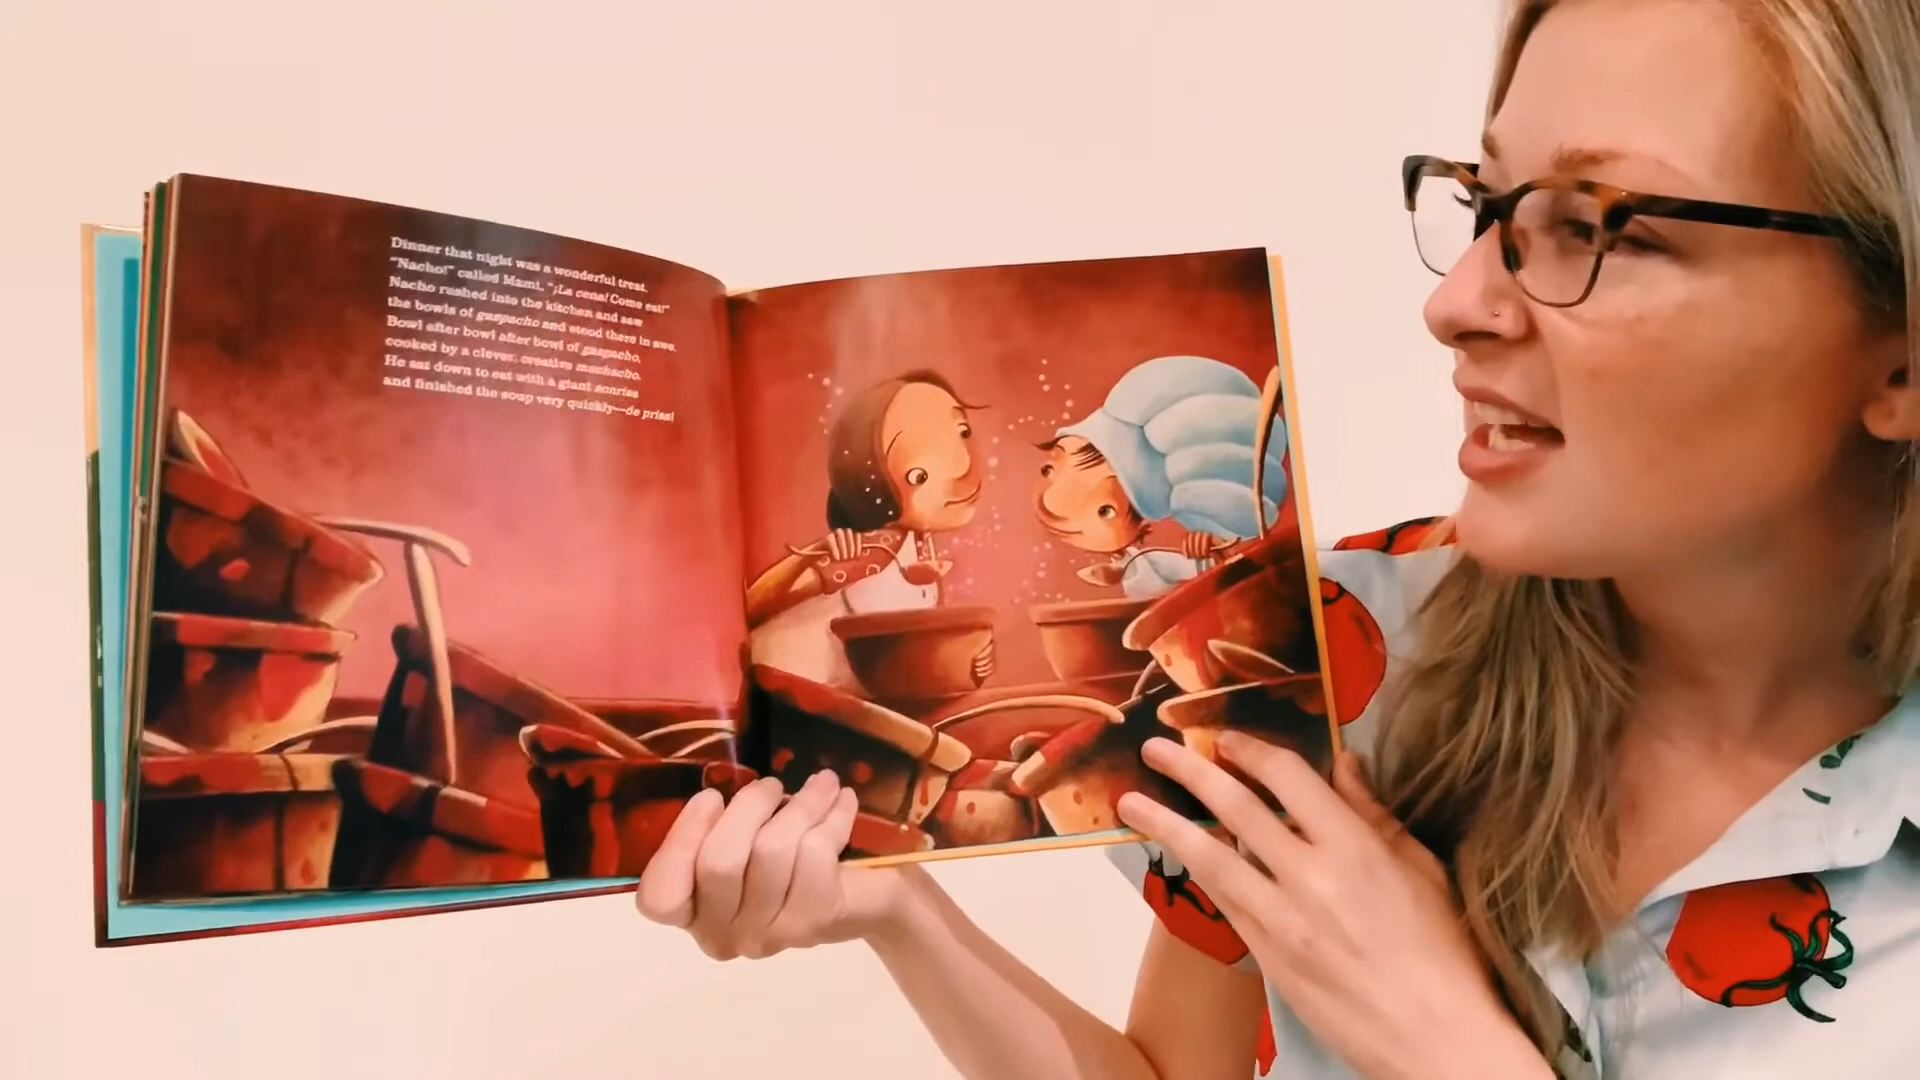 Dinner that night was a wonderful treat.
"Nacho!" called Mami, "¡La cena! Come eat!"
Nacho rushed into the kitchen and saw
the bowls of gazpacho and stood there in awe.
Bowl after bowl after bowl of gazpacho,
cooked by a clever, creative muchacho.
He sat down to eat with a giant sonrisa
and finished the soup very quickly—de prisa!